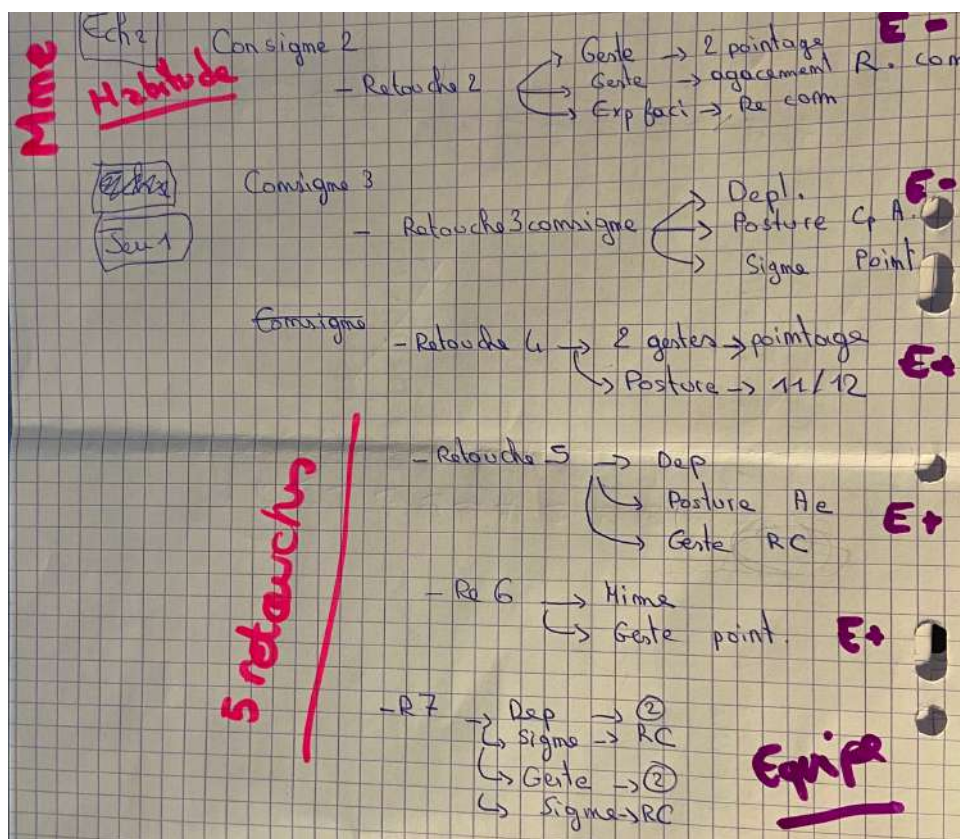 Mme
Ech 2 Consigne 2 E -
Habitude
- Retouche 2 → Geste → 2 pointage
→ Geste → agacement R. com
→ Exp faci → Re com
Consigne 3 E -
Jeu 1
- Retouche 3 consigne → Depl.
→ Posture Cp A.
→ Signe Point
Consigne
- Retouche 4 → 2 gestes → pointage E+
→ Posture → 11/12
5 retouches
- Retouche 5 → Dep
→ Posture Ae E+
→ Geste RC
- Re 6 → Mime
→ Geste point. E+
- R7 → Dep → ②
→ Signe → RC
→ Geste → ②
→ Signe → RC
Equipe